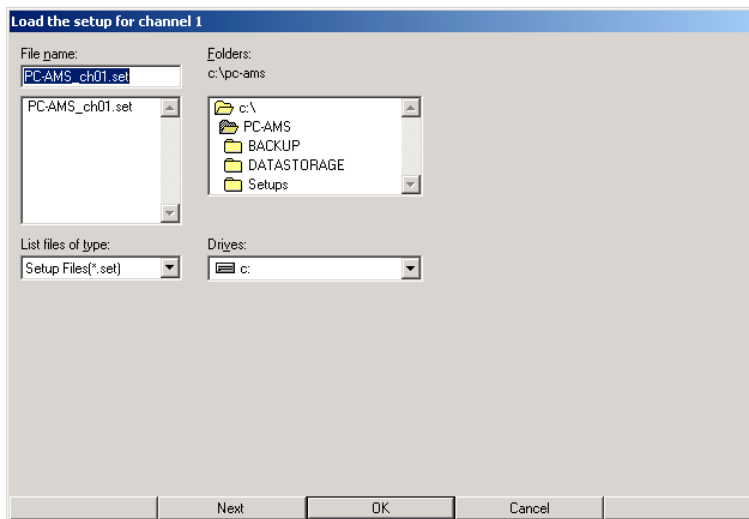 Load the setup for channel 1
File name:
PC-AMS_ch01.set
PC-AMS_ch01.set
Folders:
c:\pc-ams
c:\
PC-AMS
BACKUP
DATASTORAGE
Setups
List files of type:
Setup Files(*.set)
Drives:
c:
Next
OK
Cancel